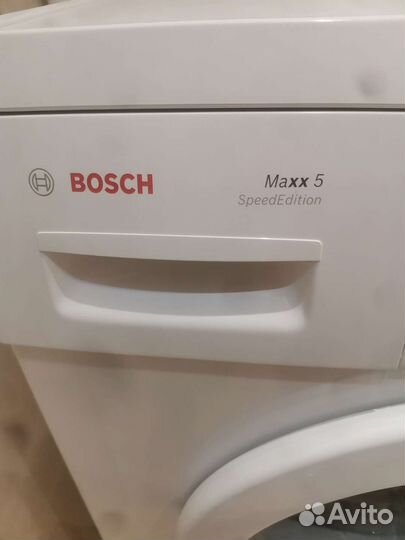 BOSCH
Maxx 5
SpeedEdition
Avito